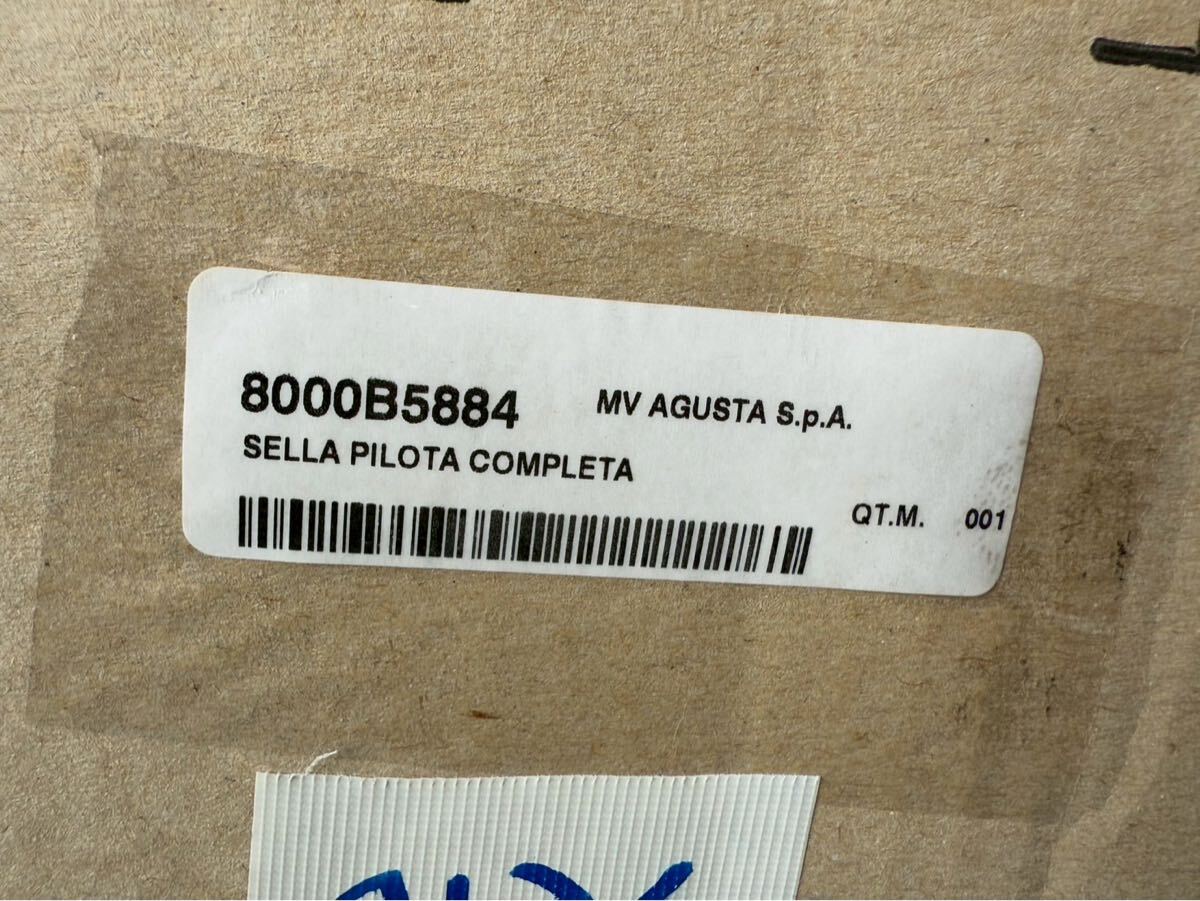 8000B5884 MV AGUSTA S.p.A.
SELLA PILOTA COMPLETA
QT.M. 001